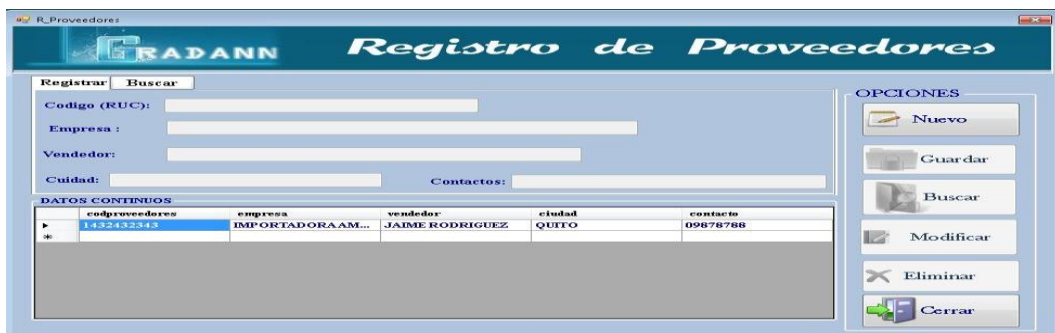 R_Proveedores
GRADANN Registro de Proveedores
Registrar Buscar
Codigo (RUC):
Empresa :
Vendedor:
Cuidad: Contactos:
DATOS CONTINUOS
codproveedores empresa vendedor ciudad contacto
1432432343 IMPORTADORA AM... JAIME RODRIGUEZ QUITO 09878788
OPCIONES
Nuevo
Guardar
Buscar
Modificar
Eliminar
Cerrar